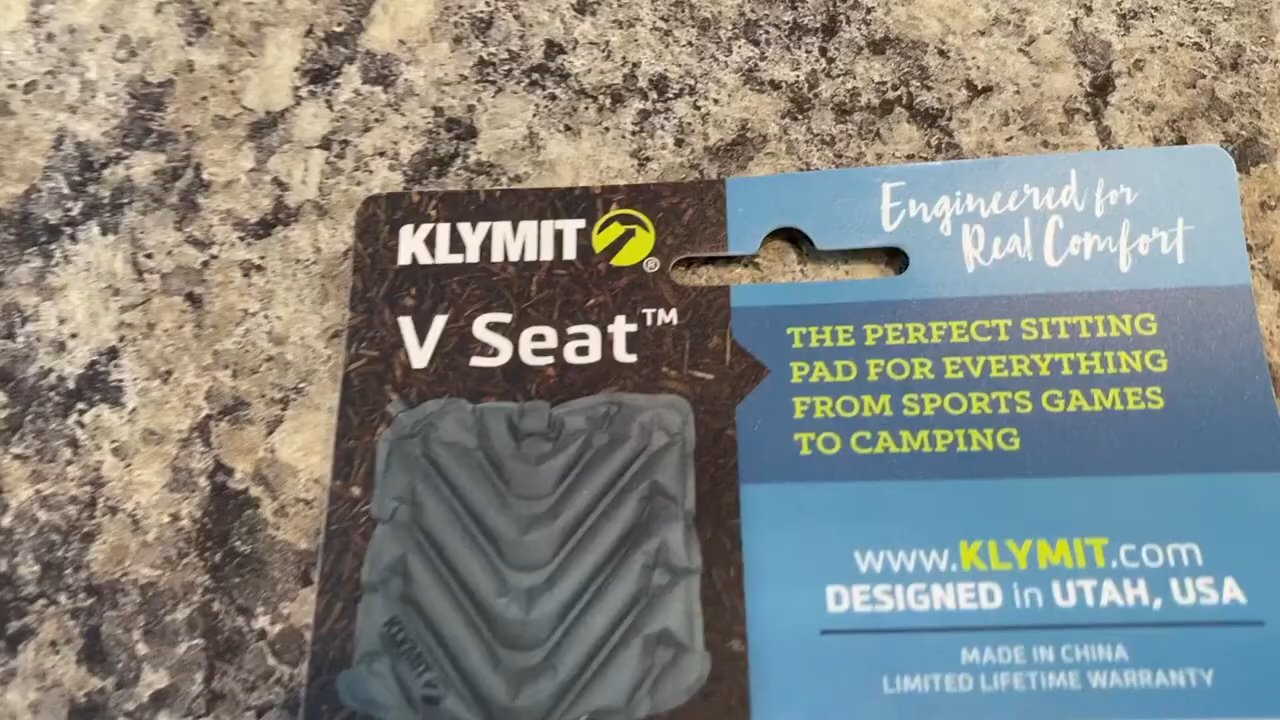 KLYMIT
®
V Seat™
KLYMIT
Engineered for
Real Comfort
THE PERFECT SITTING
PAD FOR EVERYTHING
FROM SPORTS GAMES
TO CAMPING
www.KLYMIT.com
DESIGNED in UTAH, USA
MADE IN CHINA
LIMITED LIFETIME WARRANTY